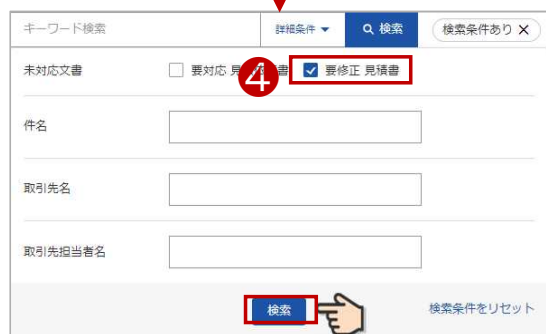 キーワード検索 詳細条件 ▼ 検索 検索条件あり ✕
未対応文書 要対応 見 書 要修正 見積書
4
件名
取引先名
取引先担当者名
検索 検索条件をリセット